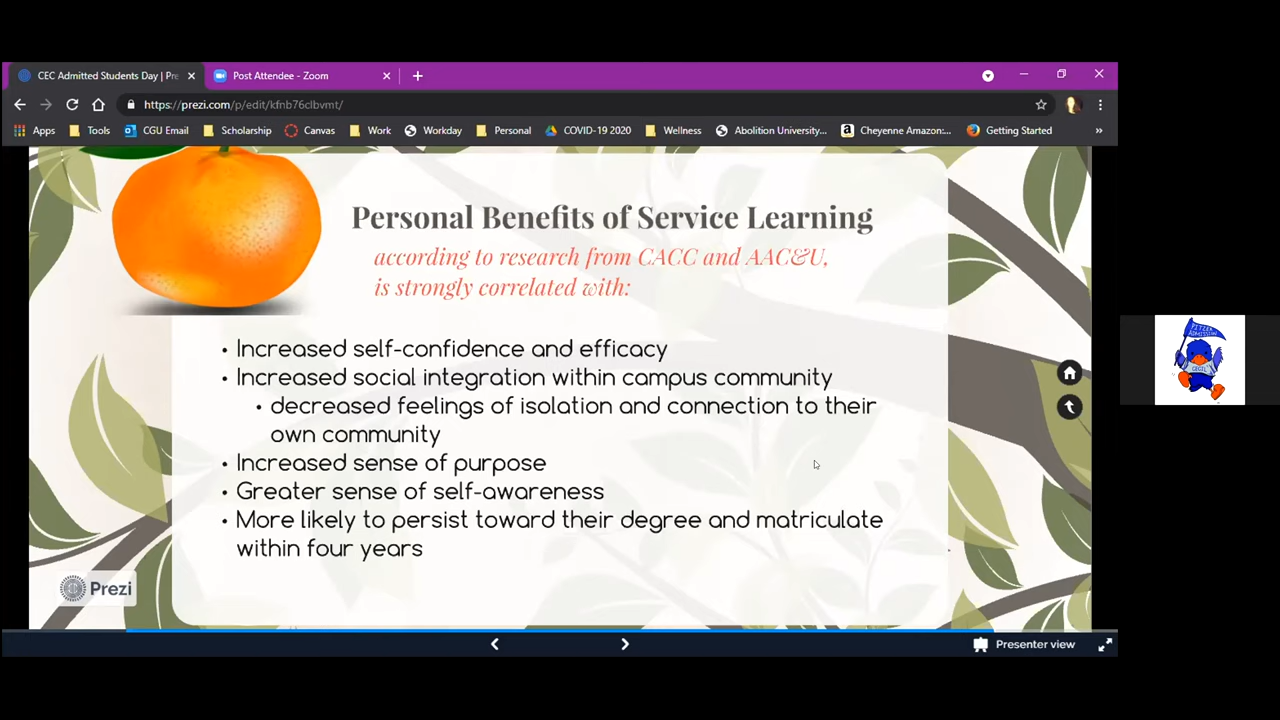 CEC Admitted Students Day | Pre
Post Attendee - Zoom
https://prezi.com/p/edit/kfnb76clbvmt/
Apps
Tools
CGU Email
Scholarship
Canvas
Work
Workday
Personal
COVID-19 2020
Wellness
Abolition University...
Cheyenne Amazon:...
Getting Started
»
Personal Benefits of Service Learning
according to research from CACC and AAC&U,
is strongly correlated with:
• Increased self-confidence and efficacy
• Increased social integration within campus community
• decreased feelings of isolation and connection to their
own community
• Increased sense of purpose
• Greater sense of self-awareness
• More likely to persist toward their degree and matriculate
within four years
Prezi
Presenter view
PITZER
ADMISSION
CECIL